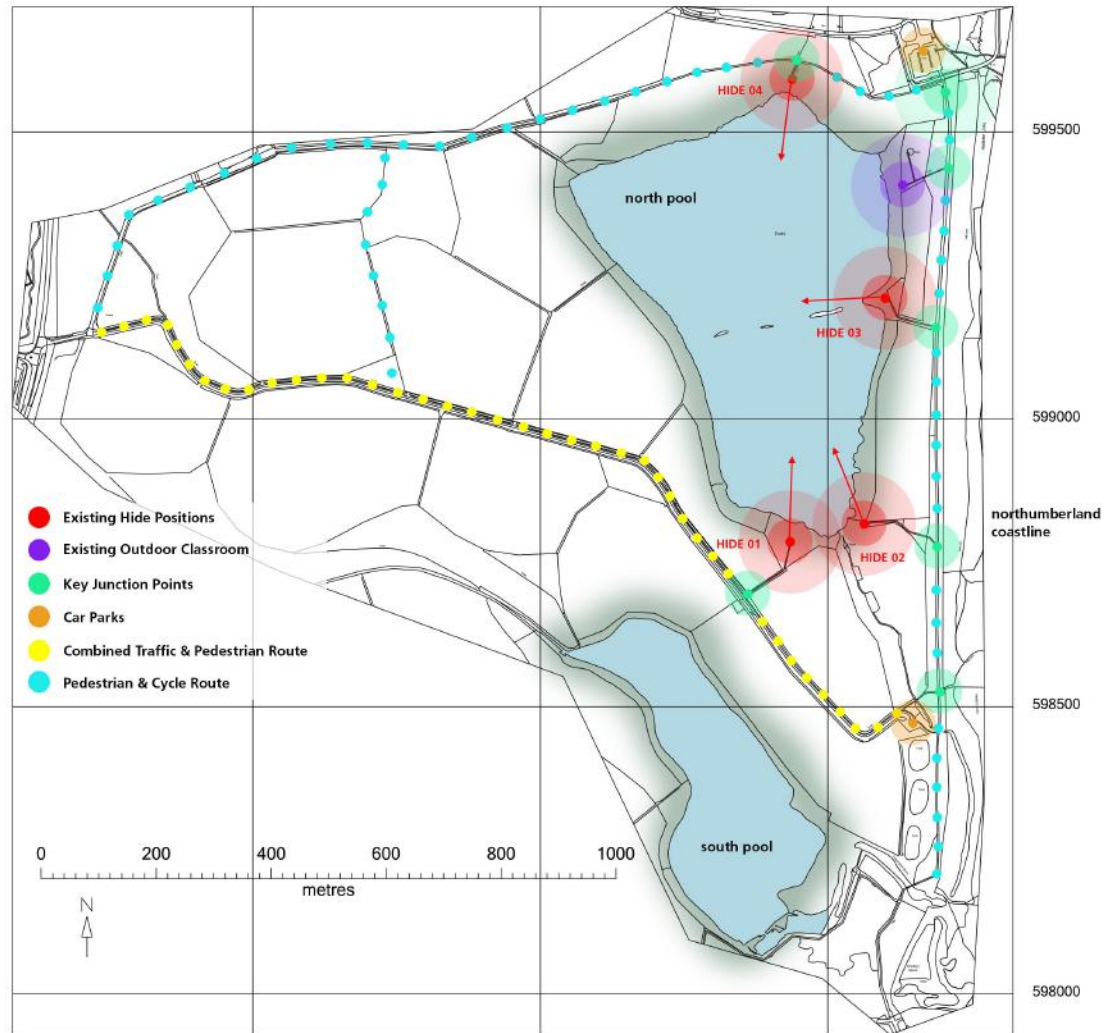 HIDE 04
599500
north pool
HIDE 03
599000
northumberland
coastline
HIDE 01
HIDE 02
Existing Hide Positions
Existing Outdoor Classroom
Key Junction Points
Car Parks
Combined Traffic & Pedestrian Route
Pedestrian & Cycle Route
598500
south pool
0 200 400 600 800 1000
metres
N
598000